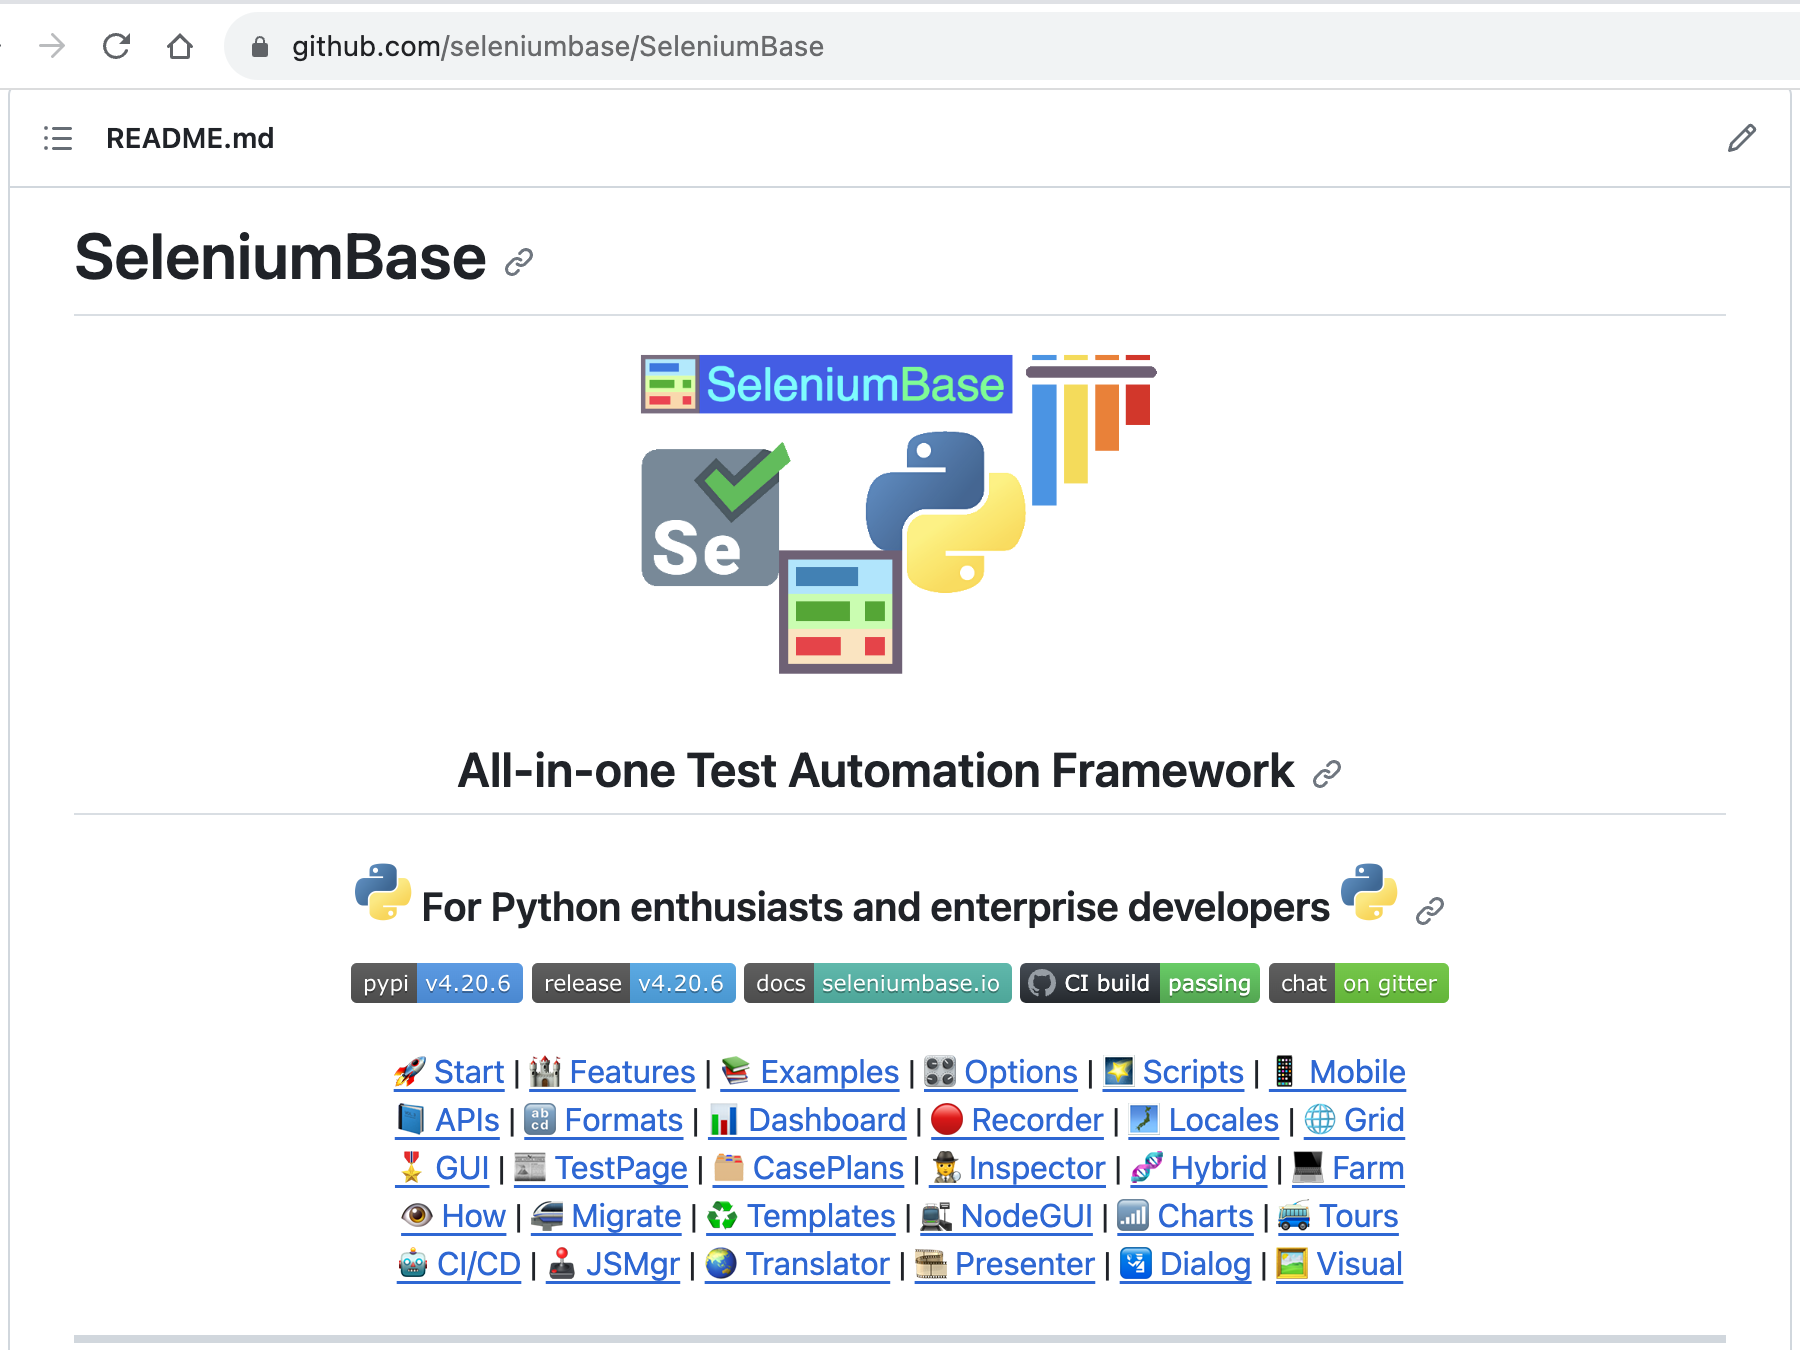 github.com/seleniumbase/SeleniumBase
README.md
SeleniumBase
SeleniumBase
Se
All-in-one Test Automation Framework
For Python enthusiasts and enterprise developers
pypi v4.20.6 release v4.20.6 docs seleniumbase.io CI build passing chat on gitter
Start | Features | Examples | Options | Scripts | Mobile
APIs | Formats | Dashboard | Recorder | Locales | Grid
GUI | TestPage | CasePlans | Inspector | Hybrid | Farm
How | Migrate | Templates | NodeGUI | Charts | Tours
CI/CD | JSMgr | Translator | Presenter | Dialog | Visual